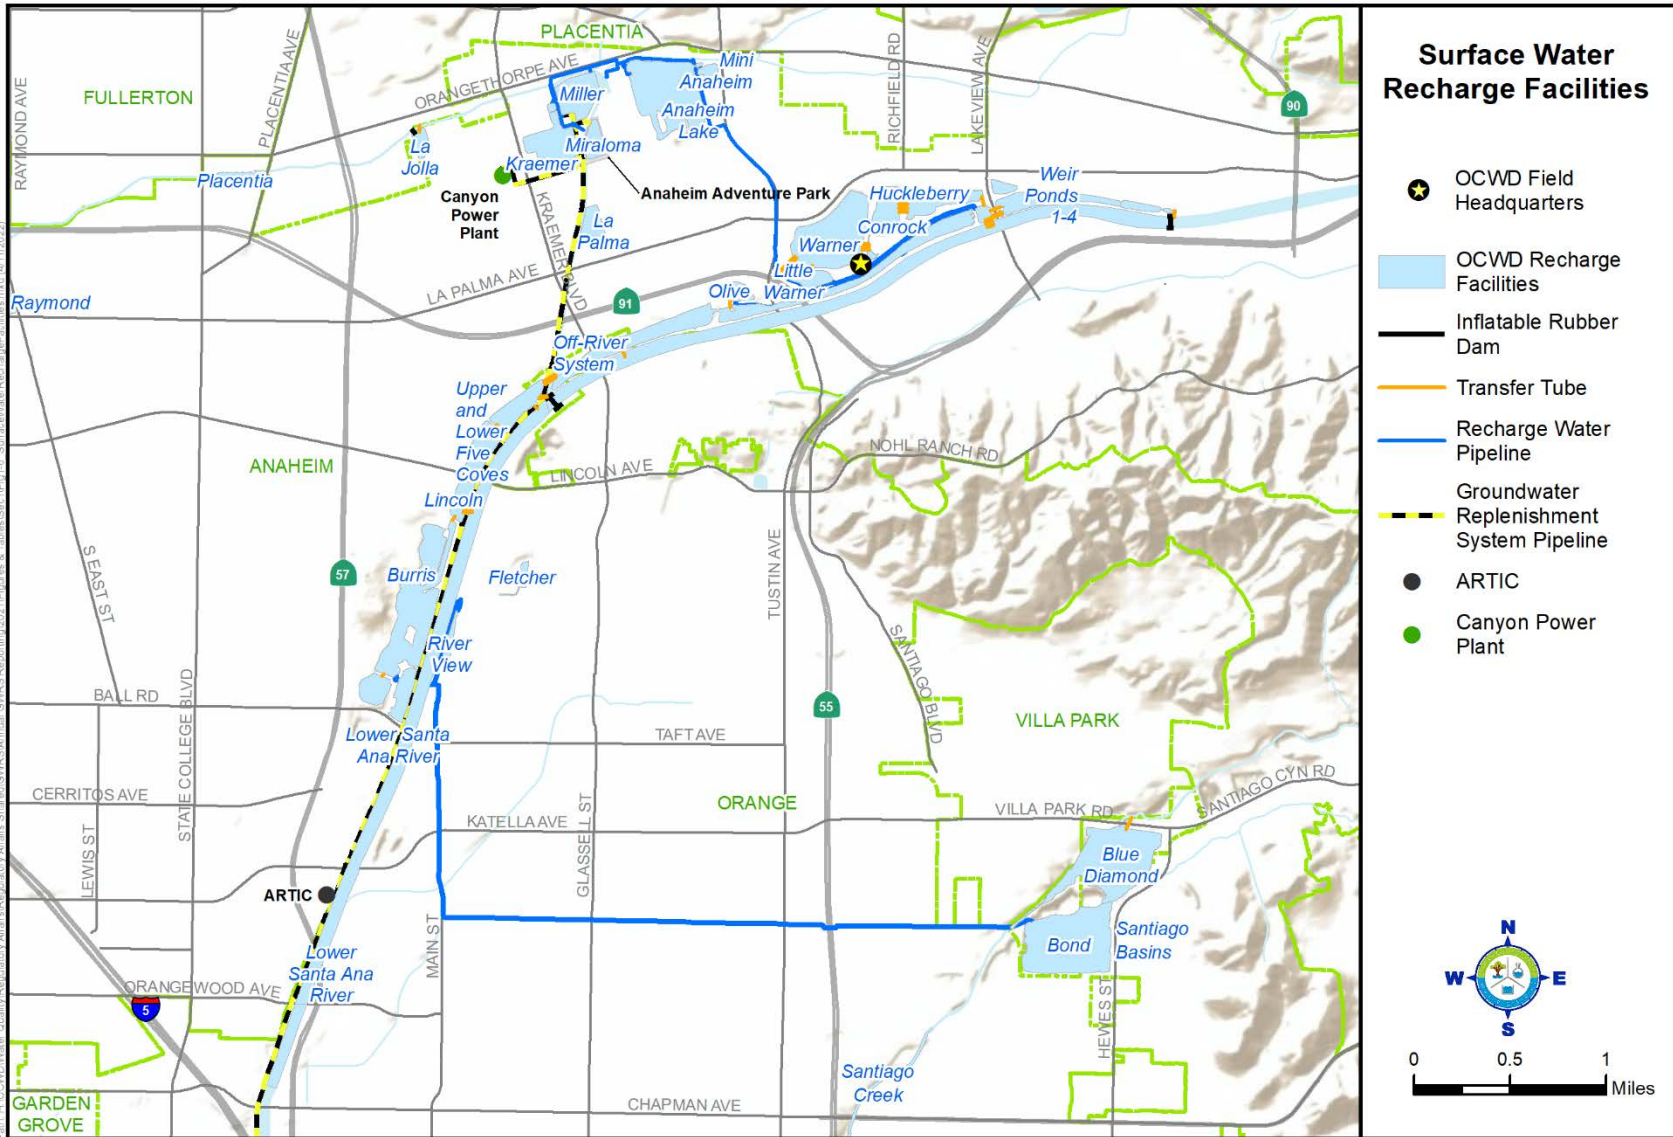 Surface Water
Recharge Facilities
OCWD Field
Headquarters
OCWD Recharge
Facilities
Inflatable Rubber
Dam
Transfer Tube
Recharge Water
Pipeline
Groundwater
Replenishment
System Pipeline
ARTIC
Canyon Power
Plant
N
W
E
S
0
0.5
1
Miles
PLACENTIA
FULLERTON
RAYMOND AVE
PLACENTIA AVE
ORANGETHORPE AVE
RICHFIELD RD
LAKEVIEW AVE
90
Mini
Anaheim
Miller
Anaheim
Lake
La
Jolla
Placentia
Kraemer
Miraloma
Canyon
Power
Plant
Anaheim Adventure Park
KRAEMER BLVD
La
Palma
Huckleberry
Weir
Ponds
1-4
Conrock
Warner
Little
Warner
Olive
LA PALMA AVE
91
Raymond
Off-River
System
Upper
and
Lower
Five
Coves
Lincoln
ANAHEIM
LINCOLN AVE
NOHL RANCH RD
TUSTIN AVE
S EAST ST
57
Burris
Fletcher
River
View
SANTIAGO BLVD
BALL RD
STATE COLLEGE BLVD
55
VILLA PARK
Lower Santa
Ana River
TAFT AVE
CERRITOS AVE
ORANGE
VILLA PARK RD
SANTIAGO CYN RD
KATELLA AVE
LEWIS ST
GLASSELL ST
Blue
Diamond
ARTIC
MAIN ST
Bond
Santiago
Basins
Lower
Santa Ana
River
ORANGEWOOD AVE
5
HEWES ST
Santiago
Creek
GARDEN
GROVE
CHAPMAN AVE